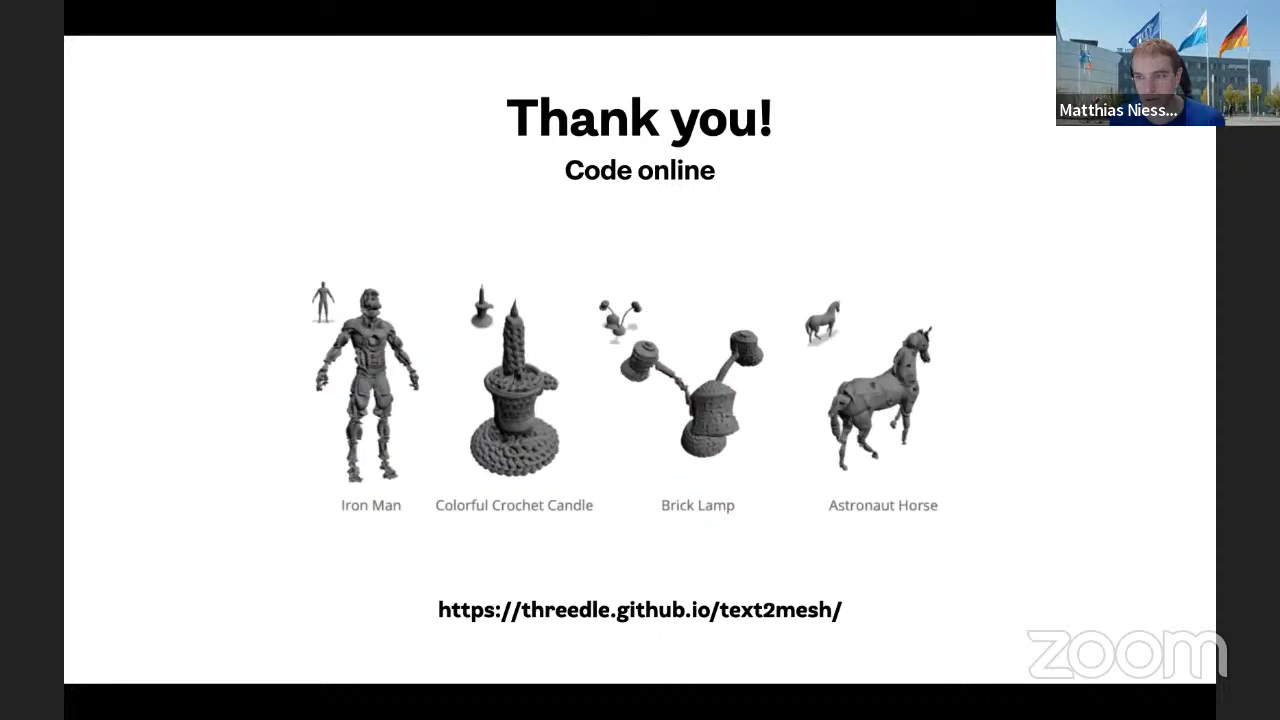 Thank you!
Matthias Niess...
Code online
Iron Man
Colorful Crochet Candle
Brick Lamp
Astronaut Horse
https://threedle.github.io/text2mesh/
zoom